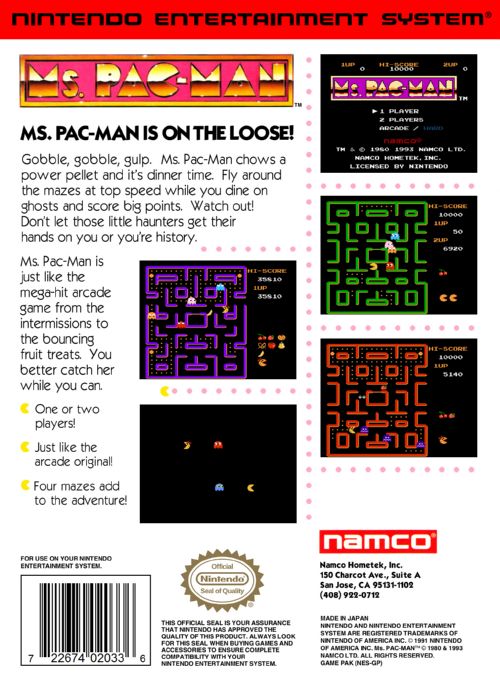 NINTENDO ENTERTAINMENT SYSTEM®
MS. PAC-MAN
TM
MS. PAC-MAN IS ON THE LOOSE!
Gobble, gobble, gulp. Ms. Pac-Man chows a
power pellet and it's dinner time. Fly around
the mazes at top speed while you dine on
ghosts and score big points. Watch out!
Don't let those little haunters get their
hands on you or you're history.
Ms. Pac-Man is
just like the
mega-hit arcade
game from the
intermissions to
the bouncing
fruit treats. You
better catch her
while you can.
One or two
players!
Just like the
arcade original!
Four mazes add
to the adventure!
HI-SCORE
35810
1UP
35810
1UP HI-SCORE 2UP
0 10000 0
MS. PAC-MAN
TM
1 PLAYER
2 PLAYERS
ARCADE / HARD
namco
TM & © 1980 1993 NAMCO LTD.
NAMCO HOMETEK, INC.
LICENSED BY NINTENDO
HI-SCORE
10000
1UP
50
2UP
6920
HI-SCORE
10000
1UP
5140
namco®
Namco Hometek, Inc.
150 Charcot Ave., Suite A
San Jose, CA 95131-1102
(408) 922-0712
FOR USE ON YOUR NINTENDO
ENTERTAINMENT SYSTEM.
7 22674 02033 6
Official
Nintendo
Seal of Quality
THIS OFFICIAL SEAL IS YOUR ASSURANCE
THAT NINTENDO HAS APPROVED THE
QUALITY OF THIS PRODUCT. ALWAYS LOOK
FOR THIS SEAL WHEN BUYING GAMES AND
ACCESSORIES TO ENSURE COMPLETE
COMPATIBILITY WITH YOUR
NINTENDO ENTERTAINMENT SYSTEM.
MADE IN JAPAN
NINTENDO AND NINTENDO ENTERTAINMENT
SYSTEM ARE REGISTERED TRADEMARKS OF
NINTENDO OF AMERICA INC. © 1991 NINTENDO
OF AMERICA INC. Ms. PAC-MAN™ © 1980 & 1993
NAMCO LTD. ALL RIGHTS RESERVED.
GAME PAK (NES-GP)